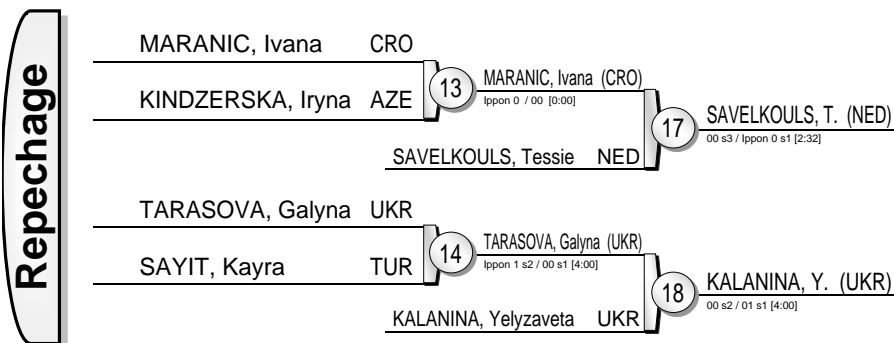 Repechage
MARANIC, Ivana CRO
KINDZERSKA, Iryna AZE
13
MARANIC, Ivana (CRO)
Ippon 0 / 00 [0:00]
SAVELKOULS, Tessie NED
17
SAVELKOULS, T. (NED)
00 s3 / Ippon 0 s1 [2:32]
TARASOVA, Galyna UKR
SAYIT, Kayra TUR
14
TARASOVA, Galyna (UKR)
Ippon 1 s2 / 00 s1 [4:00]
KALANINA, Yelyzaveta UKR
18
KALANINA, Y. (UKR)
00 s2 / 01 s1 [4:00]